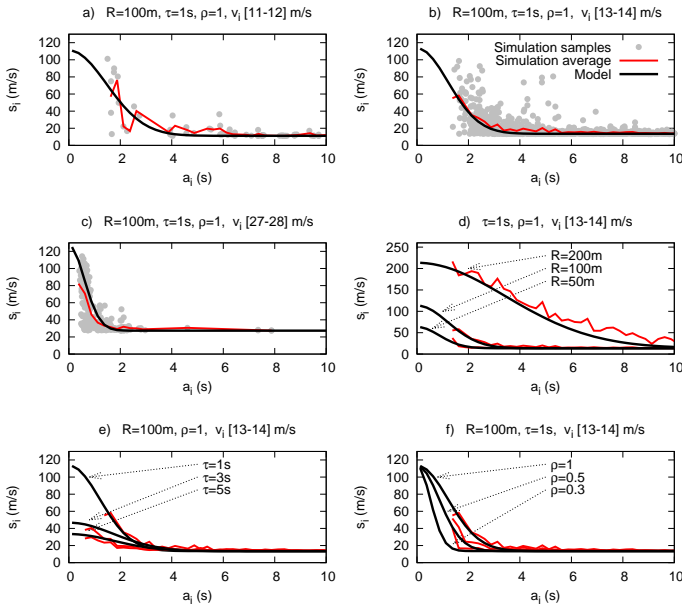 a) R=100m, τ=1s, ρ=1, v_i [11-12] m/s
120
100
80
60
40
20
0
s_i (m/s)
0 2 4 6 8 10
a_i (s)
b) R=100m, τ=1s, ρ=1, v_i [13-14] m/s
Simulation samples
Simulation average
Model
120
100
80
60
40
20
0
s_i (m/s)
0 2 4 6 8 10
a_i (s)
c) R=100m, τ=1s, ρ=1, v_i [27-28] m/s
120
100
80
60
40
20
0
s_i (m/s)
0 2 4 6 8 10
a_i (s)
d) τ=1s, ρ=1, v_i [13-14] m/s
R=200m
R=100m
R=50m
250
200
150
100
50
0
s_i (m/s)
0 2 4 6 8 10
a_i (s)
e) R=100m, ρ=1, v_i [13-14] m/s
τ=1s
τ=3s
τ=5s
120
100
80
60
40
20
0
s_i (m/s)
0 2 4 6 8 10
a_i (s)
f) R=100m, τ=1s, v_i [13-14] m/s
ρ=1
ρ=0.5
ρ=0.3
120
100
80
60
40
20
0
s_i (m/s)
0 2 4 6 8 10
a_i (s)